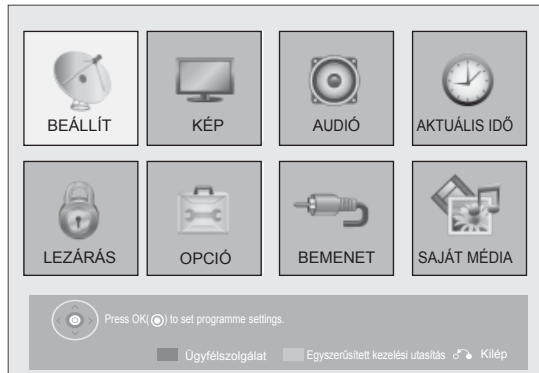 BEÁLLÍT KÉP AUDIÓ AKTUÁLIS IDŐ
LEZÁRÁS OPCIÓ BEMENET SAJÁT MÉDIA
Press OK(◉) to set programme settings.
Ügyfélszolgálat Egyszerűsített kezelési utasítás Kilép